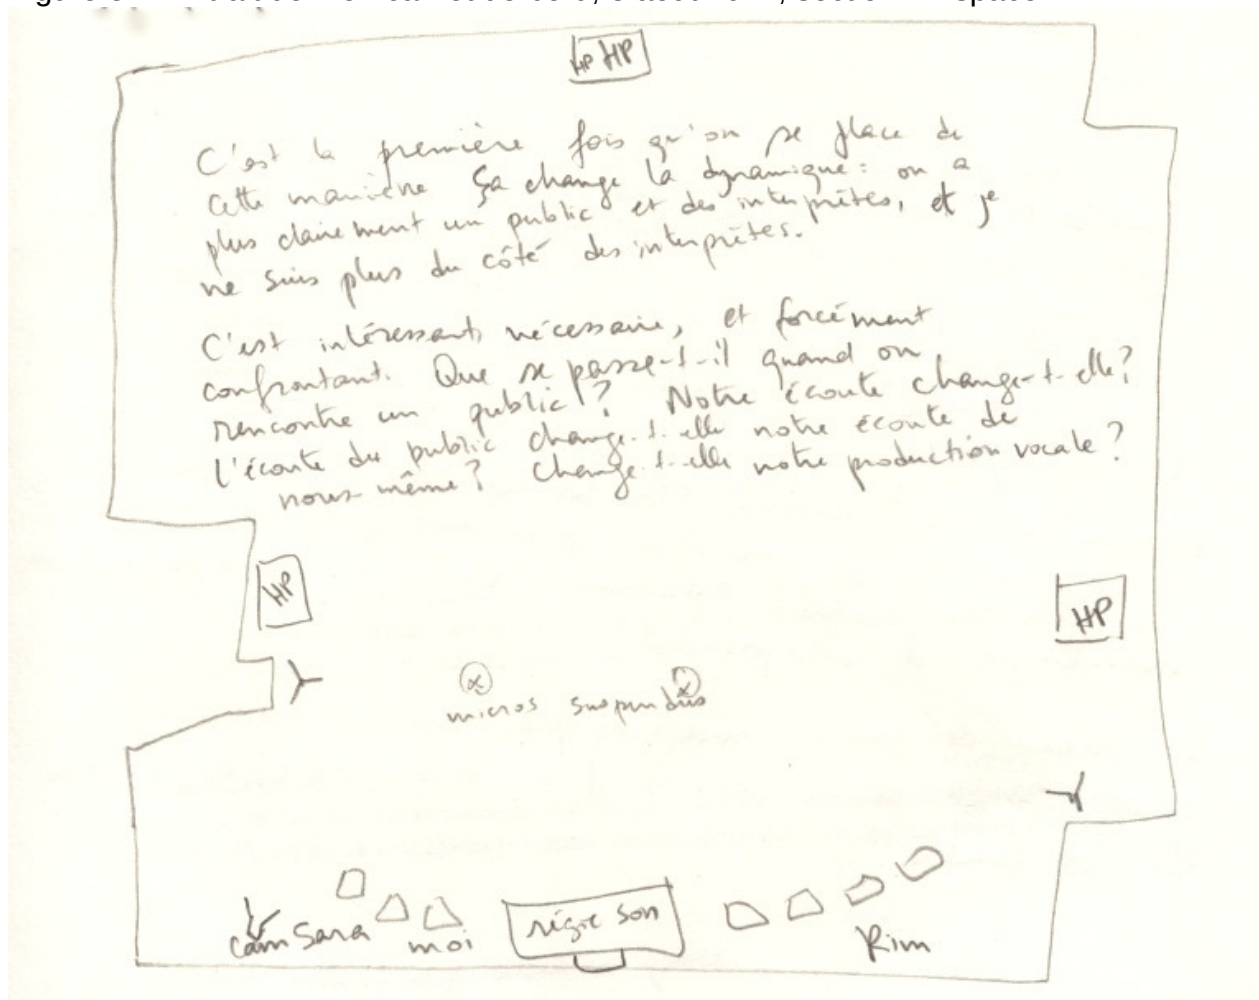 HP HP
C'est la première fois qu'on se place de
cette manière Ça change la dynamique : on a
plus clairement un public et des interprètes, et je
ne suis plus du côté des interprètes.
C'est intéressant, nécessaire, et forcément
confrontant. Que se passe-t-il quand on
rencontre un public ? Notre écoute change-t-elle ?
L'écoute du public change-t-elle notre écoute de
nous-même ? Change-t-elle notre production vocale ?
HP
HP
micros suspendus
cam Sara moi régie son Kim